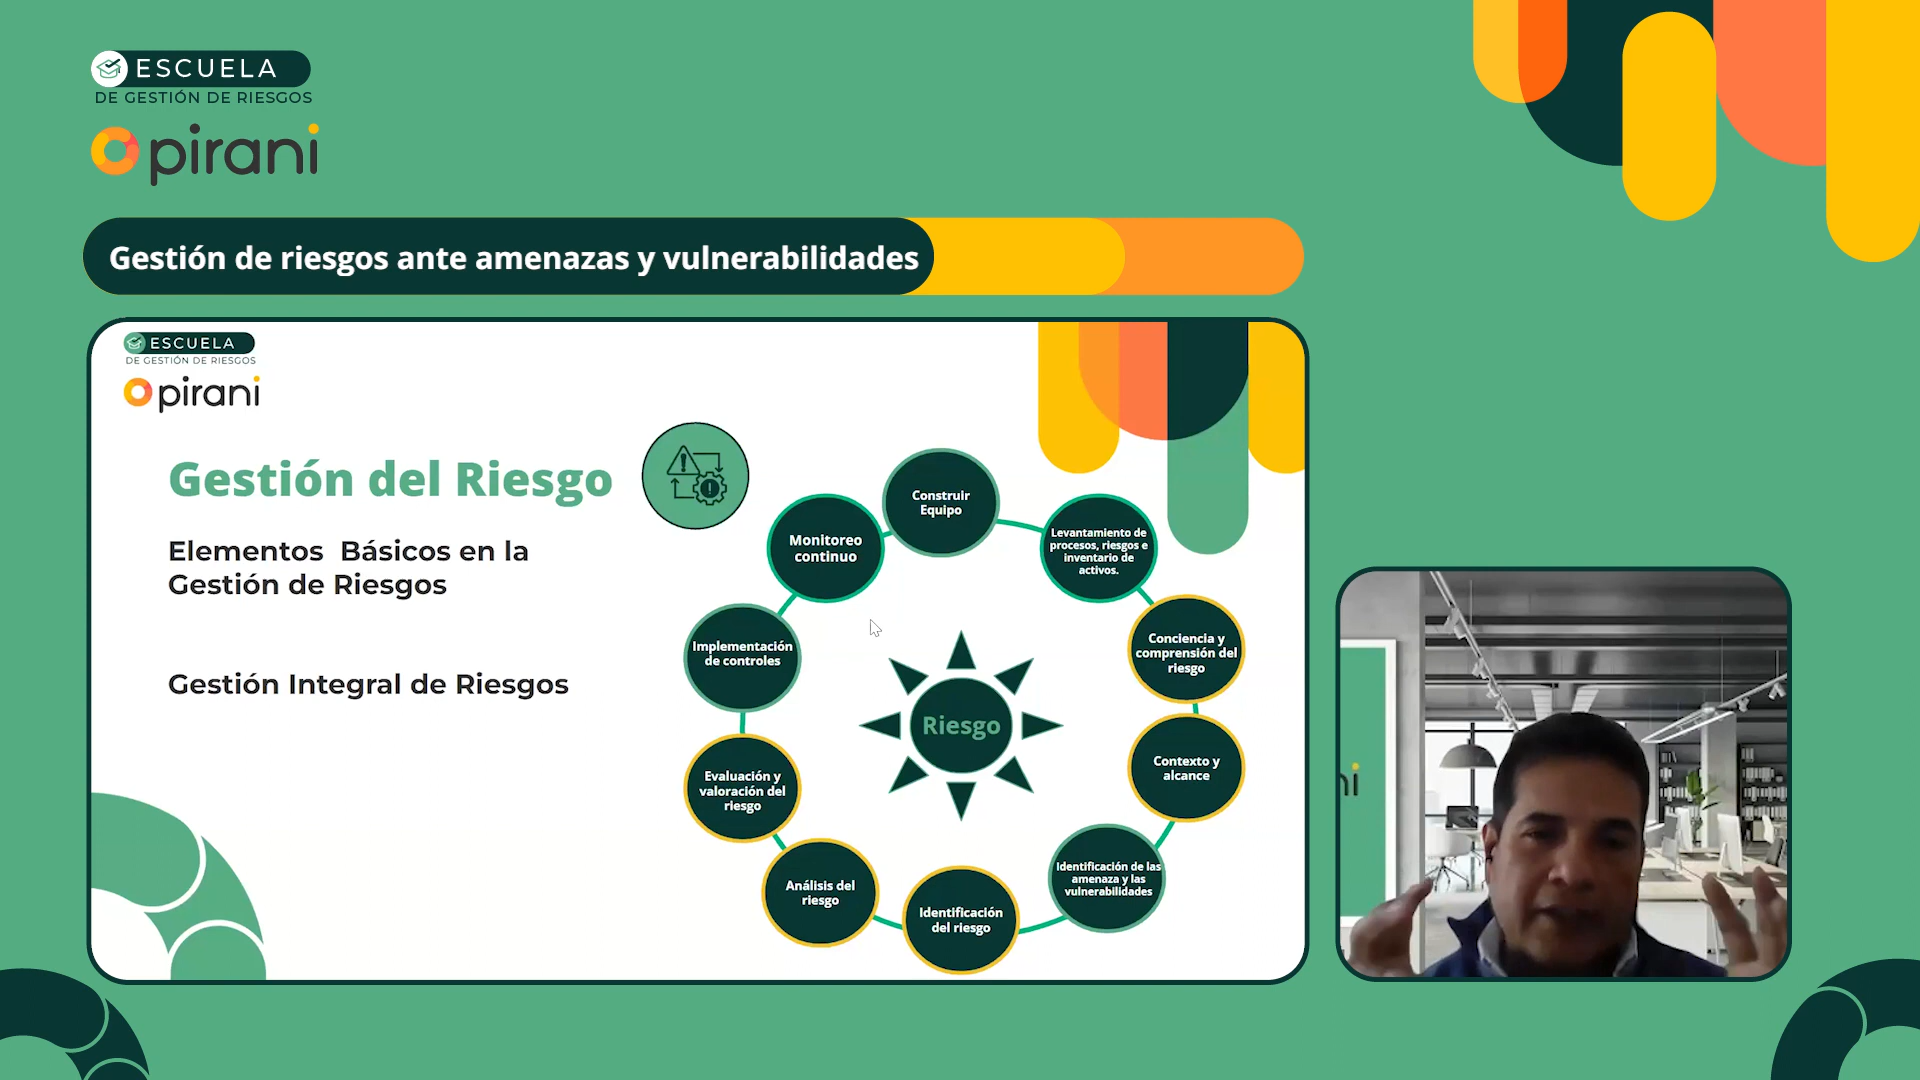 ESCUELA
DE GESTIÓN DE RIESGOS
pirani
Gestión de riesgos ante amenazas y vulnerabilidades
ESCUELA
DE GESTIÓN DE RIESGOS
pirani
Gestión del Riesgo
Elementos Básicos en la
Gestión de Riesgos
Gestión Integral de Riesgos
Construir
Equipo
Levantamiento de
procesos, riesgos e
inventario de
activos.
Conciencia y
comprensión del
riesgo
Contexto y
alcance
Identificación de las
amenaza y las
vulnerabilidades
Identificación
del riesgo
Análisis del
riesgo
Evaluación y
valoración del
riesgo
Implementación
de controles
Monitoreo
continuo
Riesgo
ni